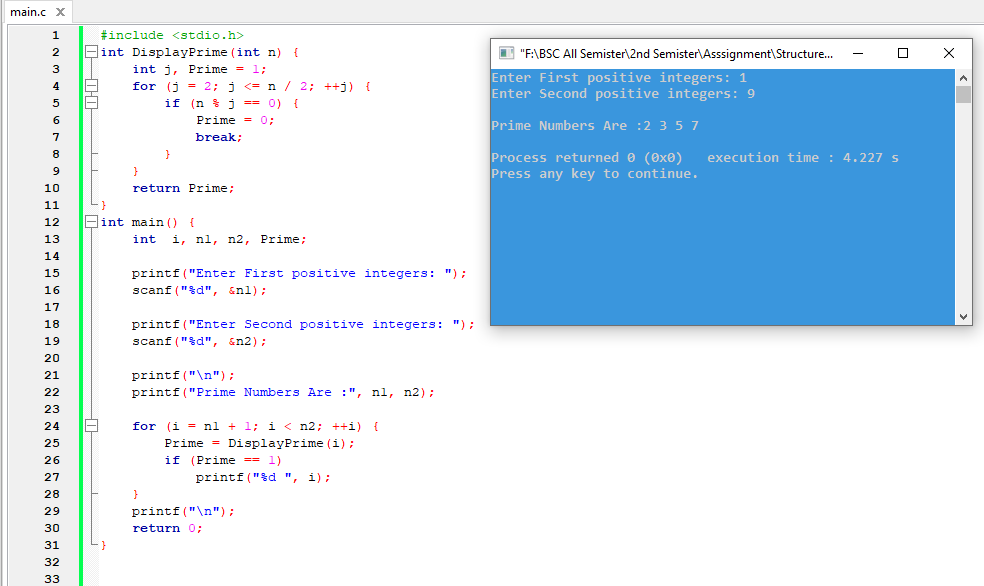 main.c
1 #include <stdio.h>
2 int DisplayPrime(int n) {
3     int j, Prime = 1;
4     for (j = 2; j <= n / 2; ++j) {
5         if (n % j == 0) {
6             Prime = 0;
7             break;
8         }
9     }
10     return Prime;
11 }
12 int main() {
13     int  i, n1, n2, Prime;
14
15     printf("Enter First positive integers: ");
16     scanf("%d", &n1);
17
18     printf("Enter Second positive integers: ");
19     scanf("%d", &n2);
20
21     printf("\n");
22     printf("Prime Numbers Are :", n1, n2);
23
24     for (i = n1 + 1; i < n2; ++i) {
25         Prime = DisplayPrime(i);
26         if (Prime == 1)
27             printf("%d ", i);
28     }
29     printf("\n");
30     return 0;
31 }
32
33
"F:\BSC All Semister\2nd Semister\Asssignment\Structure...
Enter First positive integers: 1
Enter Second positive integers: 9
Prime Numbers Are :2 3 5 7
Process returned 0 (0x0)   execution time : 4.227 s
Press any key to continue.